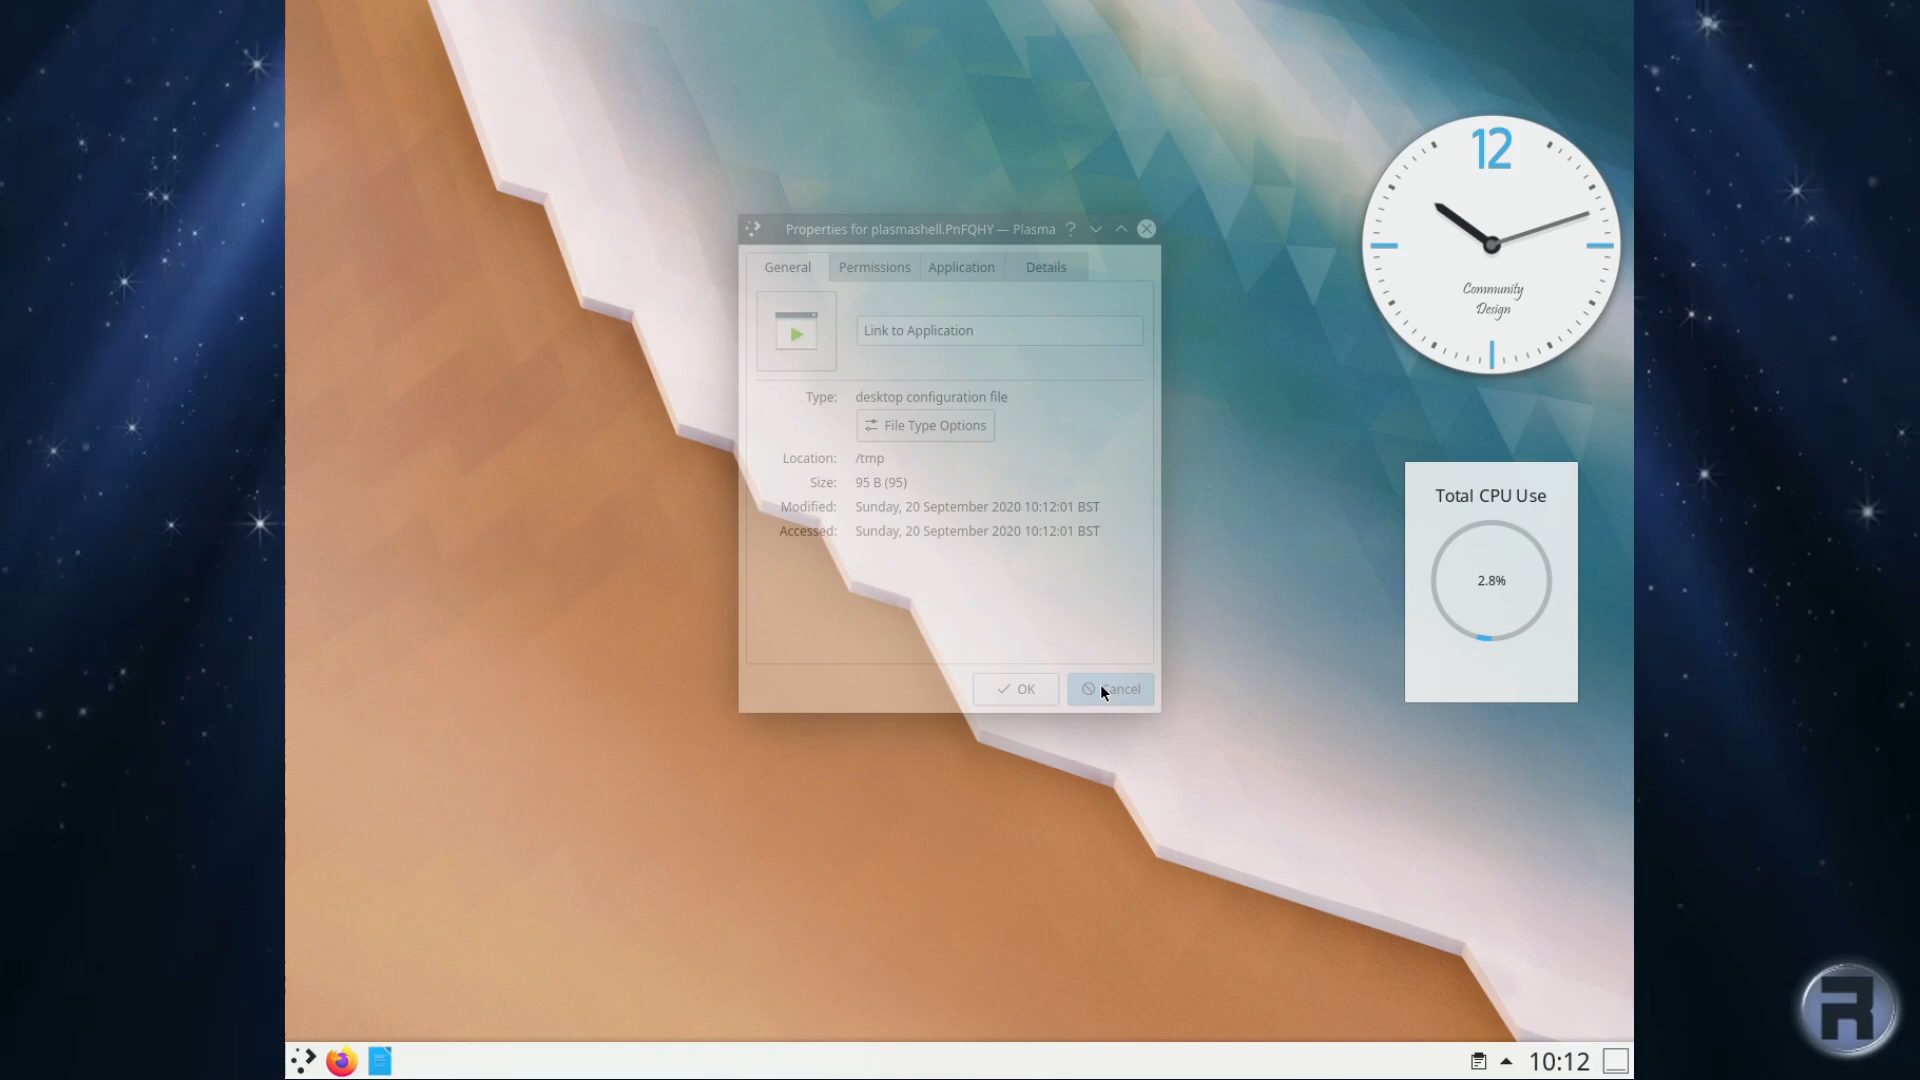 Properties for plasmashell.PnFQHY — Plasma
General
Permissions
Application
Details
Link to Application
Type: desktop configuration file
File Type Options
Location: /tmp
Size: 95 B (95)
Modified: Sunday, 20 September 2020 10:12:01 BST
Accessed: Sunday, 20 September 2020 10:12:01 BST
OK
Cancel
12
Community
Design
Total CPU Use
2.8%
10:12
R